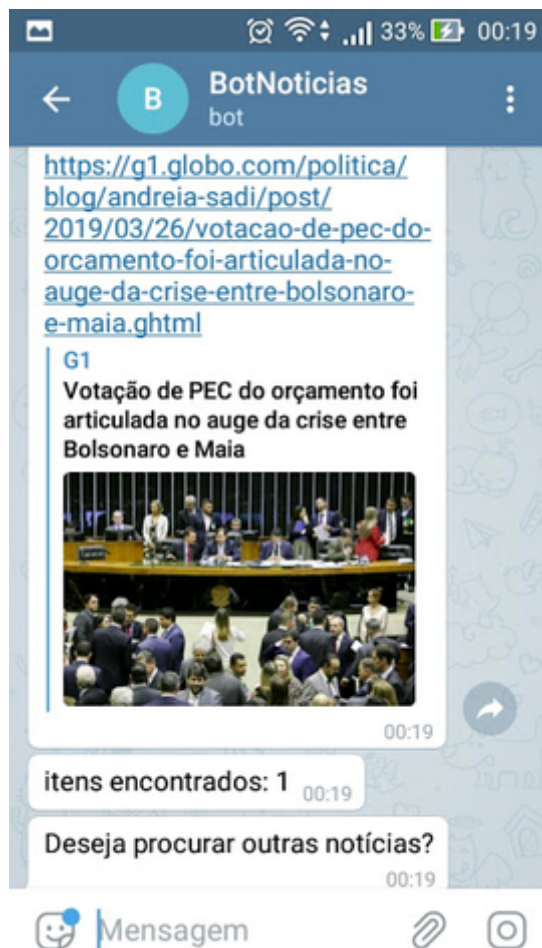 33% 00:19
B
BotNoticias
bot
https://g1.globo.com/politica/
blog/andreia-sadi/post/
2019/03/26/votacao-de-pec-do-
orcamento-foi-articulada-no-
auge-da-crise-entre-bolsonaro-
e-maia.ghtml
G1
Votação de PEC do orçamento foi
articulada no auge da crise entre
Bolsonaro e Maia
00:19
itens encontrados: 1 00:19
Deseja procurar outras notícias?
00:19
Mensagem